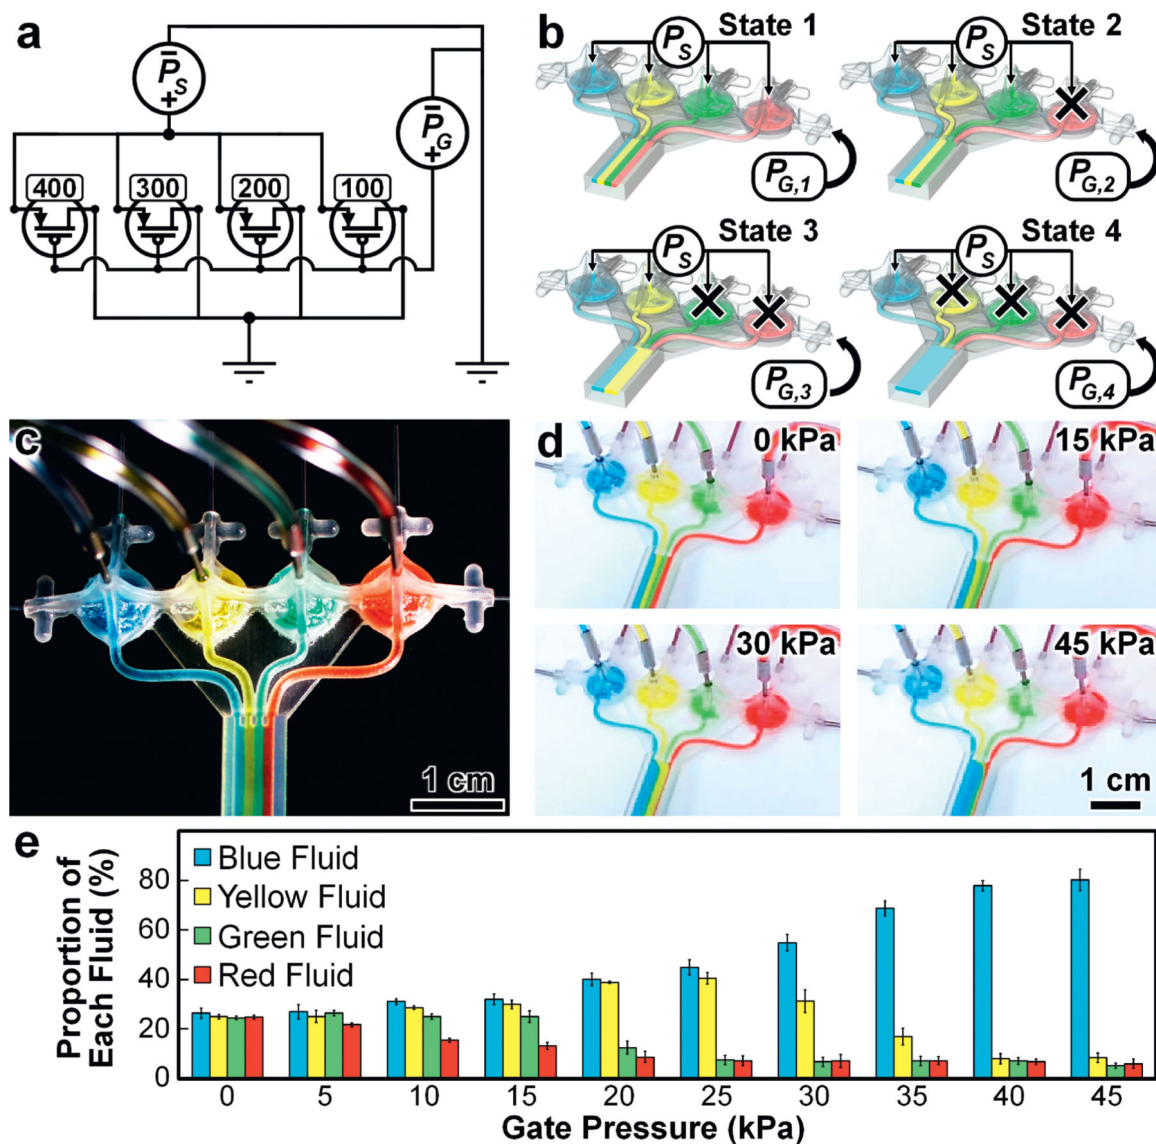 a
P̄S
+
P̄G
+
400 300 200 100
b
PS State 1
PG,1
PS State 2
PG,2
PS State 3
PG,3
PS State 4
PG,4
c
1 cm
d
0 kPa
15 kPa
30 kPa
45 kPa
1 cm
e
Proportion of
Each Fluid (%)
80
60
40
20
0
Blue Fluid
Yellow Fluid
Green Fluid
Red Fluid
0 5 10 15 20 25 30 35 40 45
Gate Pressure (kPa)